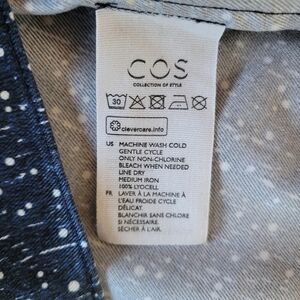 COS
COLLECTION OF STYLE
30
clevercare.info
US MACHINE WASH COLD
GENTLE CYCLE
ONLY NON-CHLORINE
BLEACH WHEN NEEDED
LINE DRY
MEDIUM IRON
100% LYOCELL
FR LAVER À LA MACHINE À
L'EAU FROIDE CYCLE
DÉLICAT.
BLANCHIR SANS CHLORE
SI NÉCESSAIRE.
SÉCHER À L'AIR.